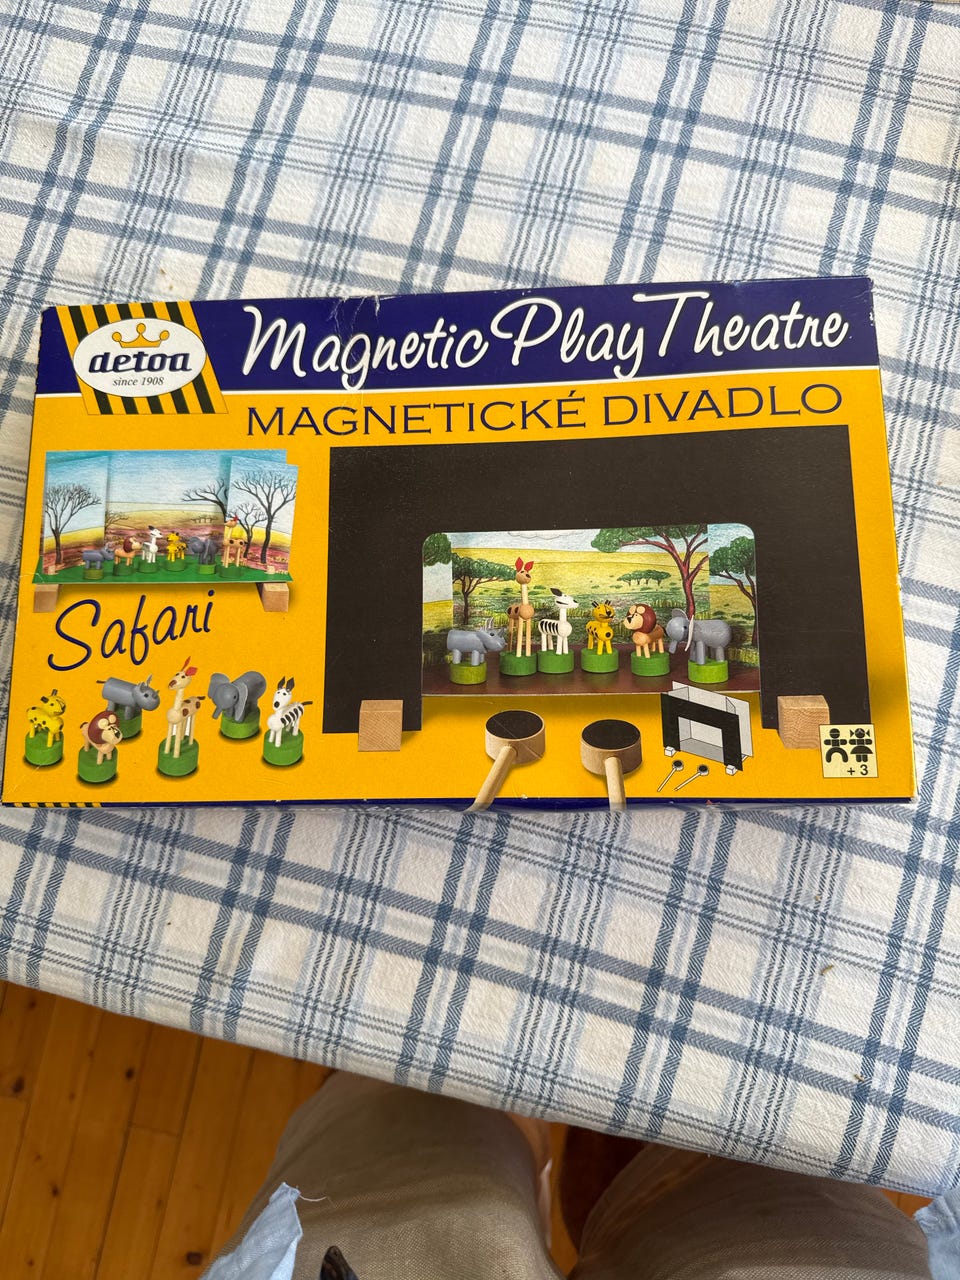 detoa
since 1908
Magnetic Play Theatre
MAGNETICKÉ DIVADLO
Safari
+ 3